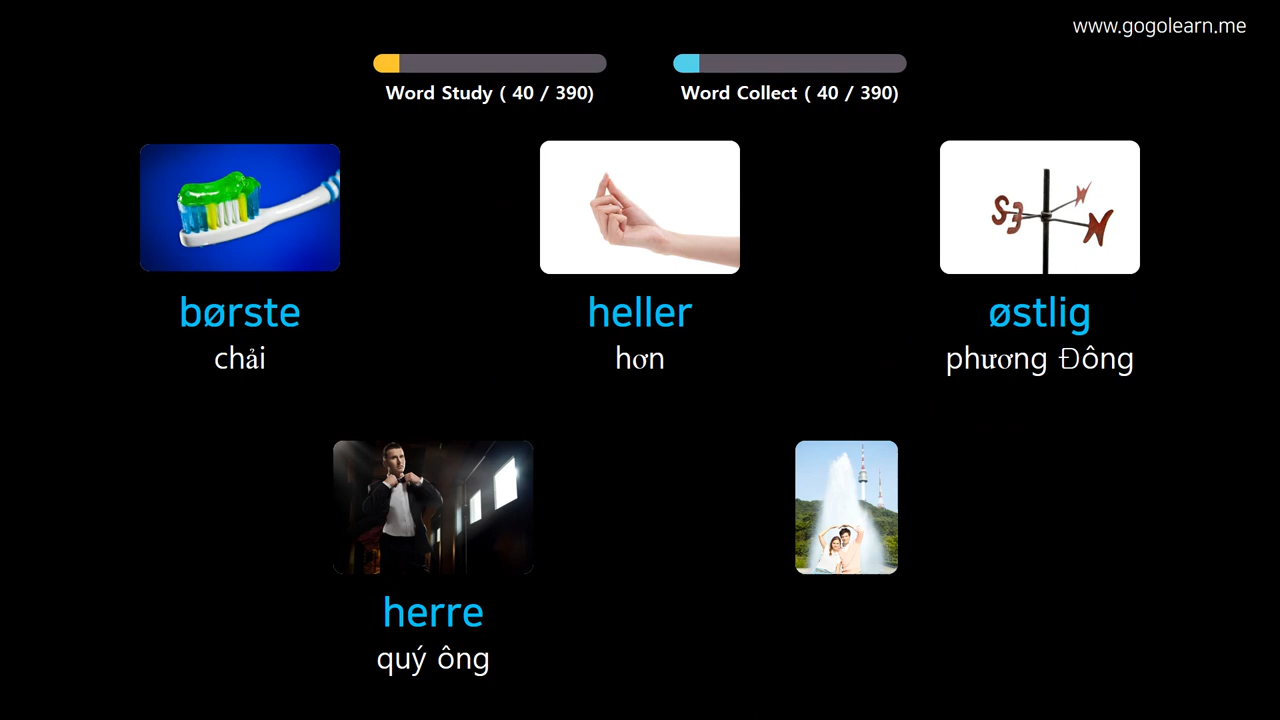 www.gogolearn.me
Word Study ( 40 / 390)
Word Collect ( 40 / 390)
børste
heller
østlig
chải
hơn
phương Đông
herre
quý ông